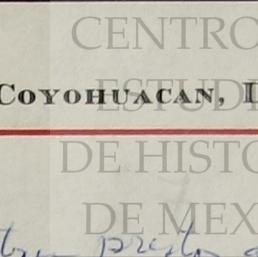 CENTRO
ESTUDI
COYOHUACAN,
DE HISTO
DE MEX